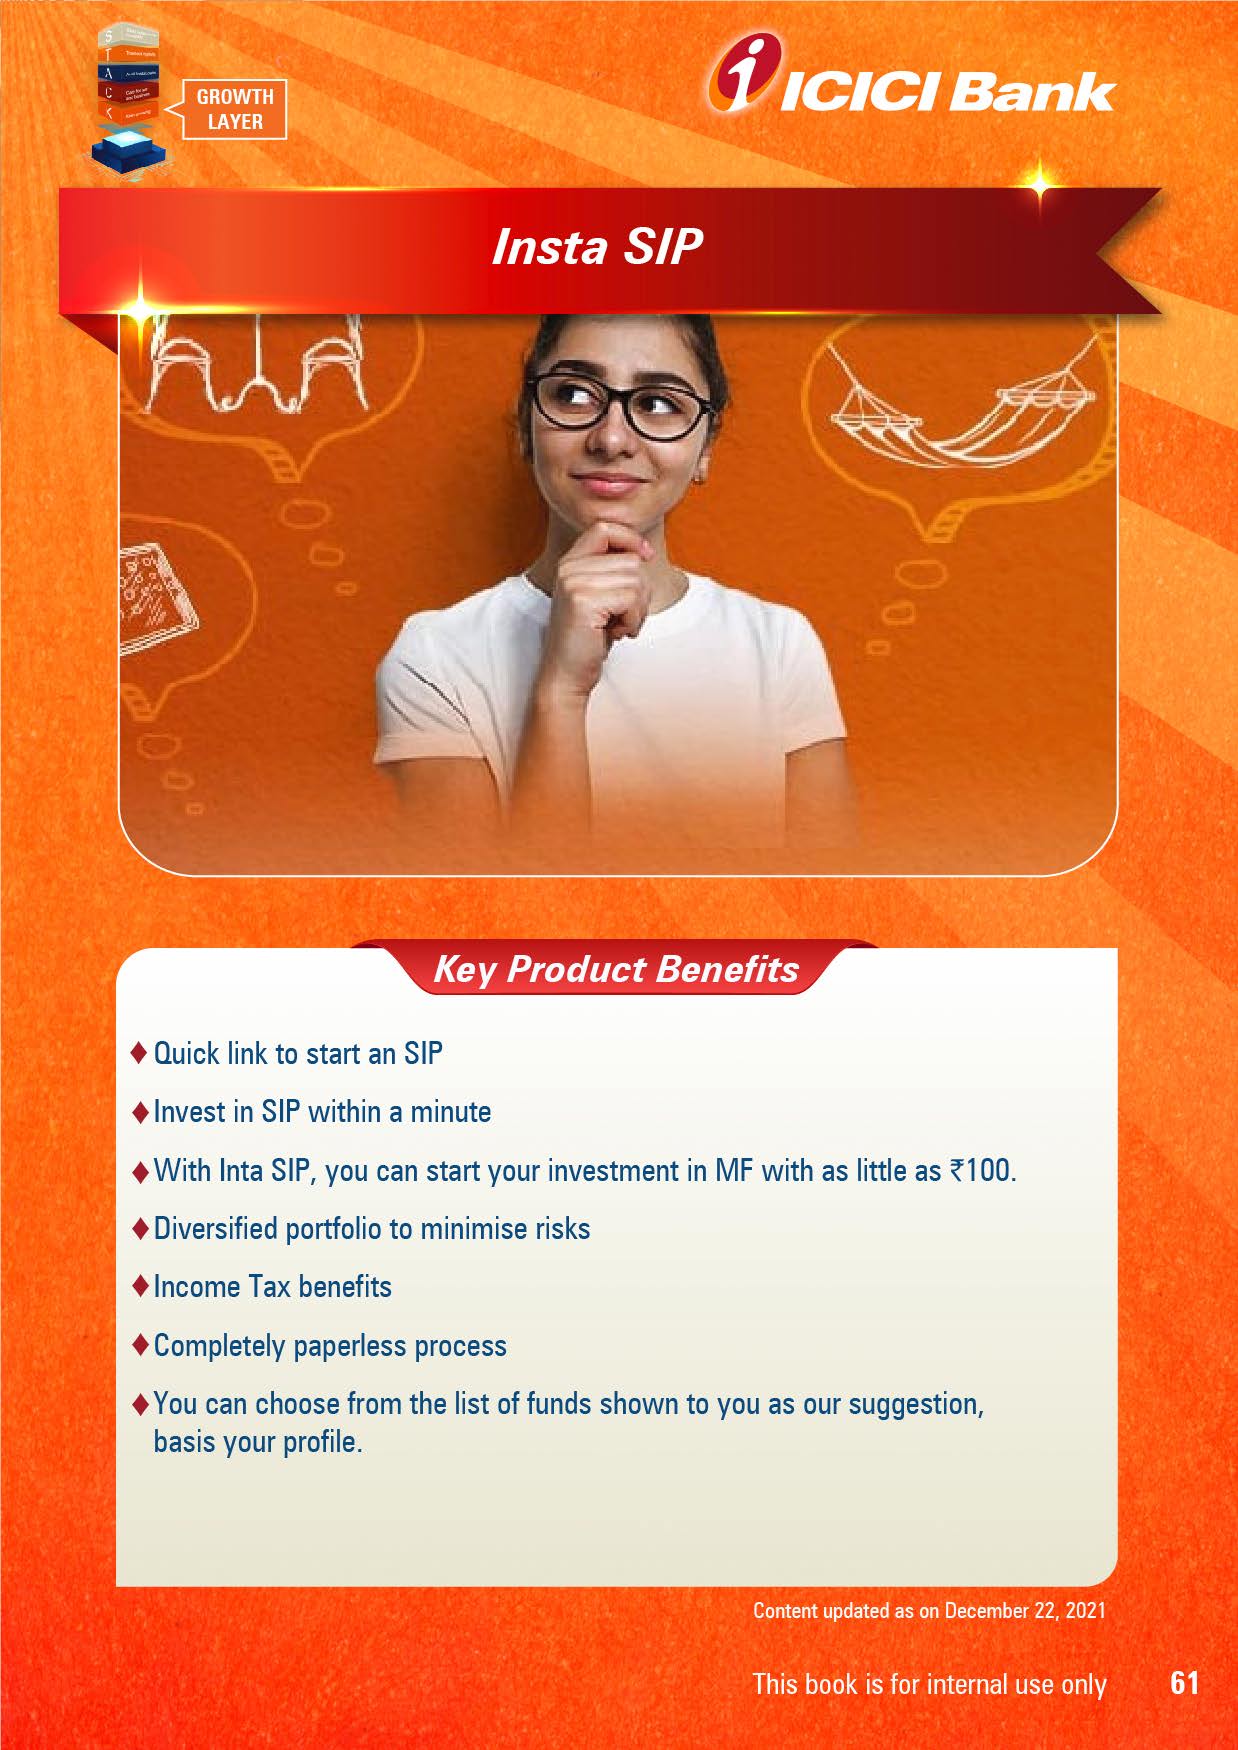 S
T
A
C
K
GROWTH
LAYER
i ICICI Bank
Insta SIP
Key Product Benefits
♦ Quick link to start an SIP
♦ Invest in SIP within a minute
♦ With Inta SIP, you can start your investment in MF with as little as ₹100.
♦ Diversified portfolio to minimise risks
♦ Income Tax benefits
♦ Completely paperless process
♦ You can choose from the list of funds shown to you as our suggestion,
basis your profile.
Content updated as on December 22, 2021
This book is for internal use only 61